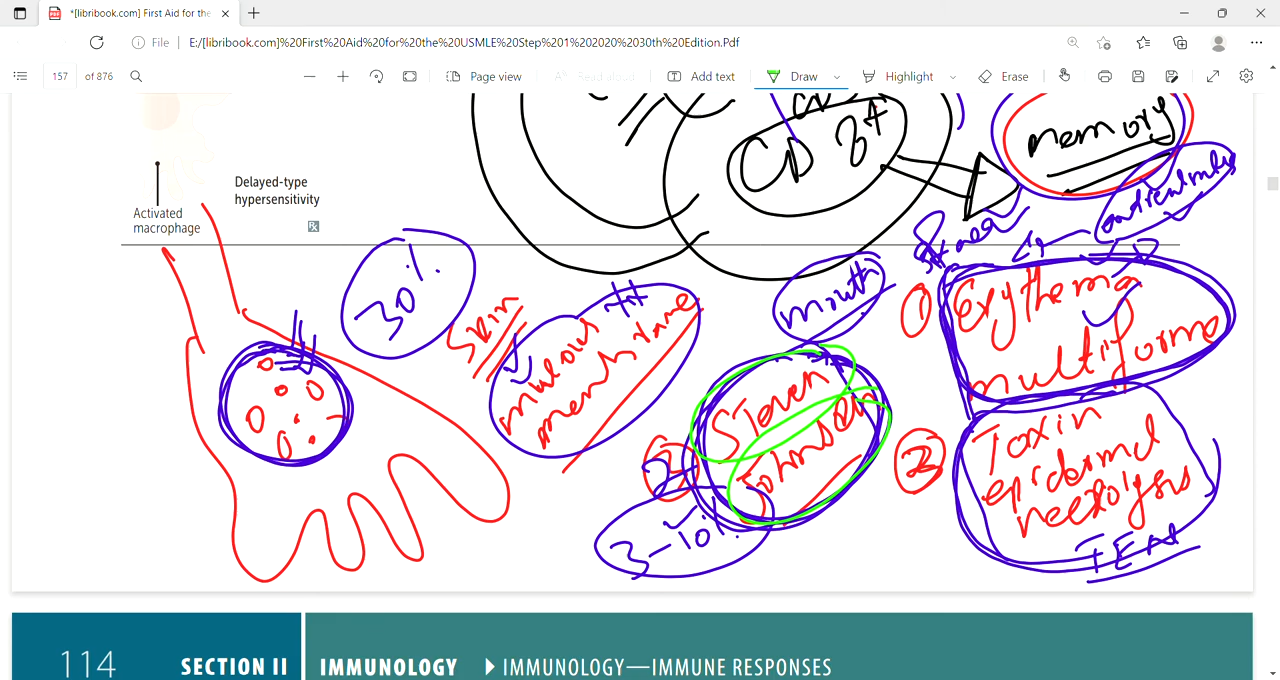 *[libribook.com] First Aid for the
File
E:/[libribook.com]%20First%20Aid%20for%20the%20USMLE%20Step%201%202020%2030th%20Edition.Pdf
157 of 876
Page view
Read aloud
Add text
Draw
Highlight
Erase
CD 8+
memory
Delayed-type
hypersensitivity
Activated
macrophage
30%
Skin
mucous
membrane
mouth
1
Erythema
multiforme
2
Steven
Johnson
3-10%
3
Toxin
epidermal
necrolysis
TEN
114 SECTION II IMMUNOLOGY ▶ IMMUNOLOGY—IMMUNE RESPONSES